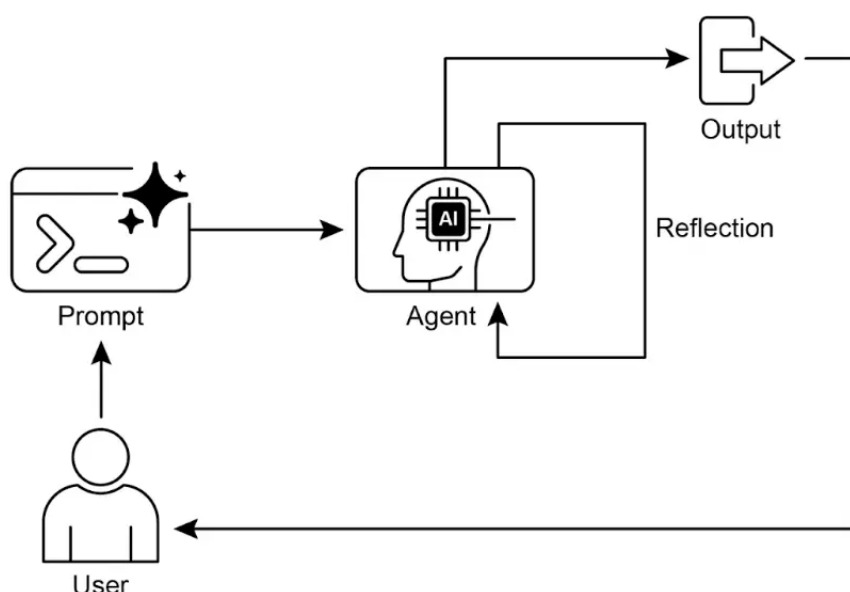 Output
AI
Reflection
Prompt
Agent
User